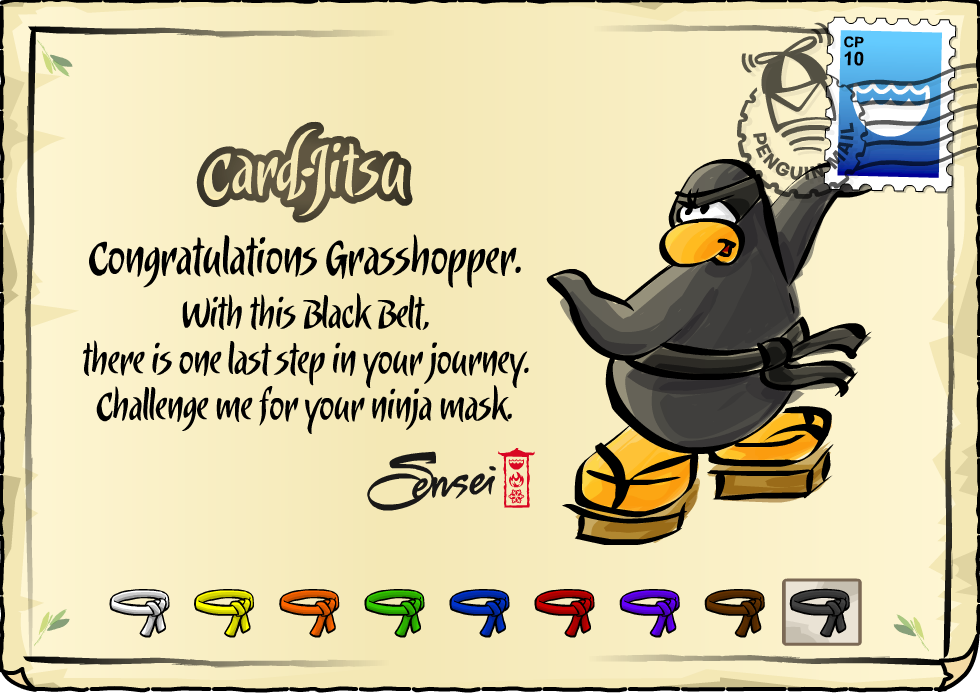 CP
10
PENGUIN MAIL
Card-Jitsu
Congratulations Grasshopper.
With this Black Belt,
there is one last step in your journey.
Challenge me for your ninja mask.
Sensei